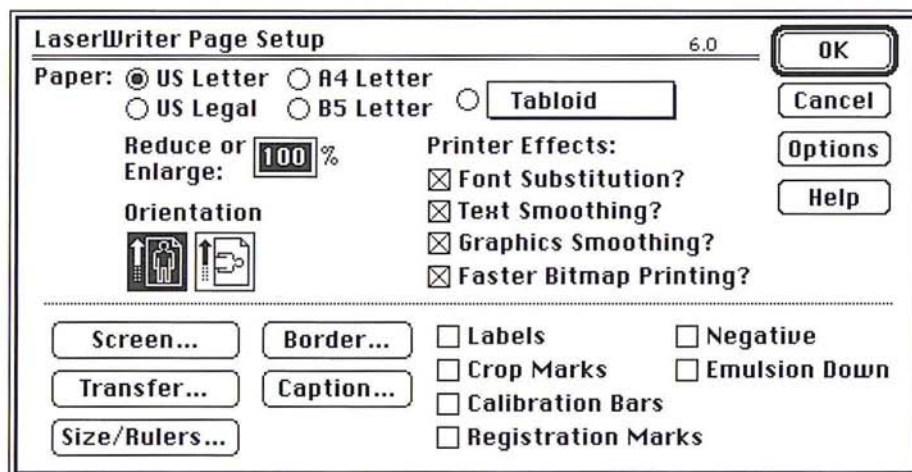 LaserWriter Page Setup 6.0 OK
Paper: US Letter A4 Letter
US Legal B5 Letter Tabloid Cancel
Reduce or 100 % Printer Effects: Options
Enlarge: Font Substitution?
Text Smoothing? Help
Orientation Graphics Smoothing?
Faster Bitmap Printing?
Screen... Border... Labels Negative
Crop Marks Emulsion Down
Transfer... Caption... Calibration Bars
Size/Rulers... Registration Marks